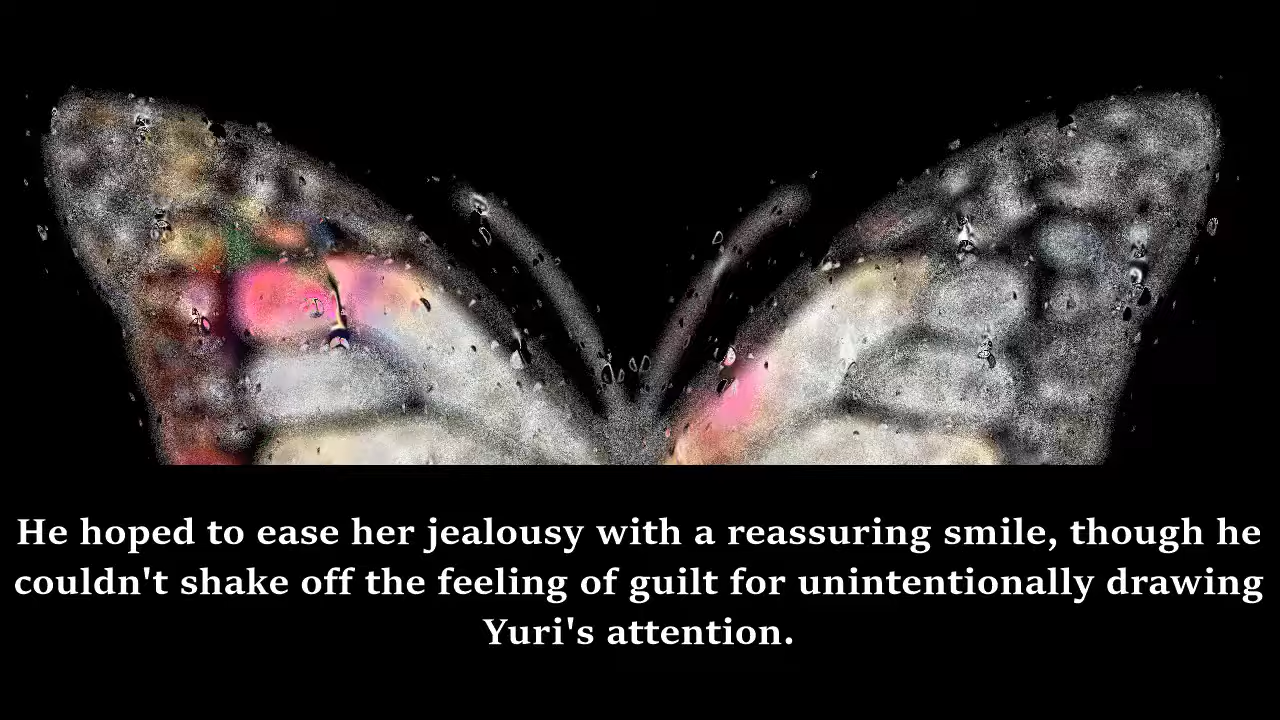 He hoped to ease her jealousy with a reassuring smile, though he
couldn't shake off the feeling of guilt for unintentionally drawing
Yuri's attention.